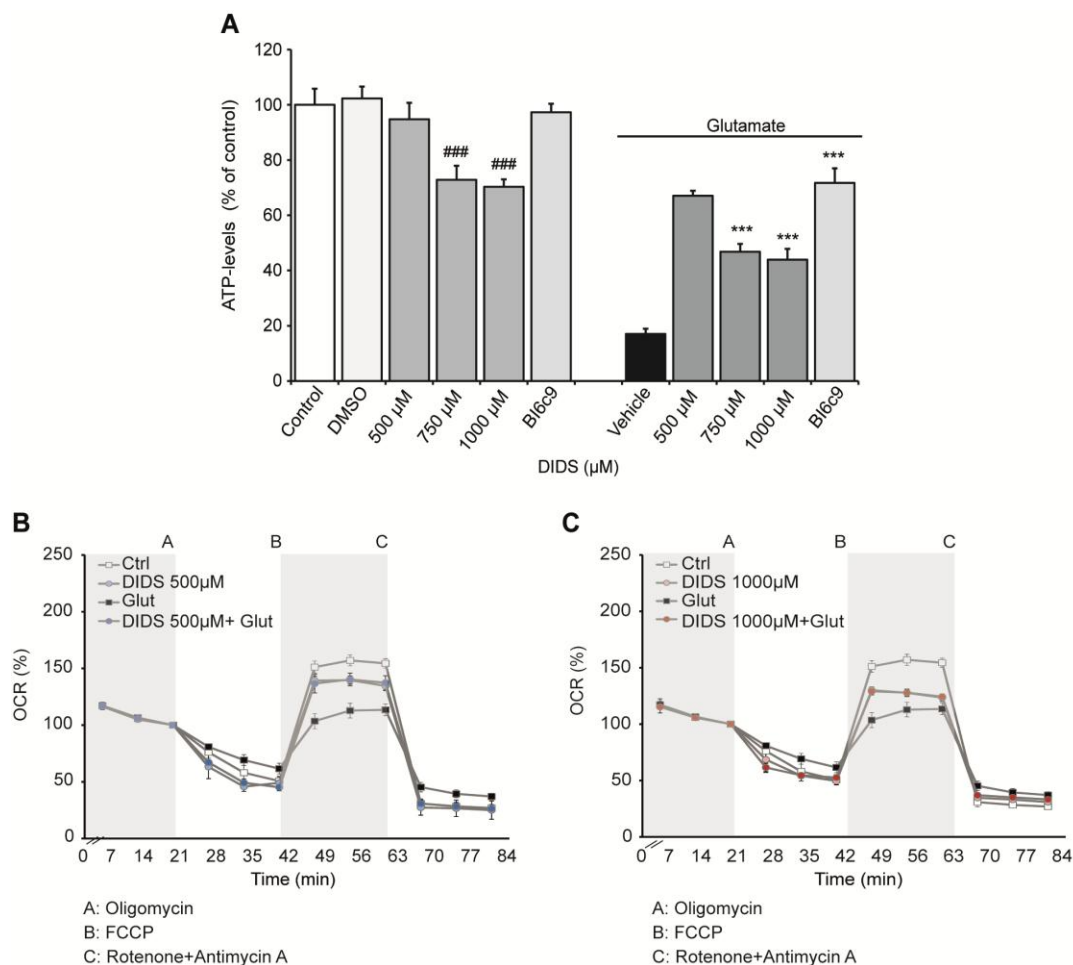 A
120
100
80
60
40
20
0
ATP-levels (% of control)
###
###
Glutamate
***
***
***
Control
DMSO
500 µM
750 µM
1000 µM
BI6c9
Vehicle
500 µM
750 µM
1000 µM
BI6c9
DIDS (µM)
B
A B C
250
200
150
100
50
0
OCR (%)
Ctrl
DIDS 500µM
Glut
DIDS 500µM+ Glut
0 7 14 21 28 35 42 49 56 63 70 77 84
Time (min)
A: Oligomycin
B: FCCP
C: Rotenone+Antimycin A
C
A B C
250
200
150
100
50
0
OCR (%)
Ctrl
DIDS 1000µM
Glut
DIDS 1000µM+Glut
0 7 14 21 28 35 42 49 56 63 70 77 84
Time (min)
A: Oligomycin
B: FCCP
C: Rotenone+Antimycin A